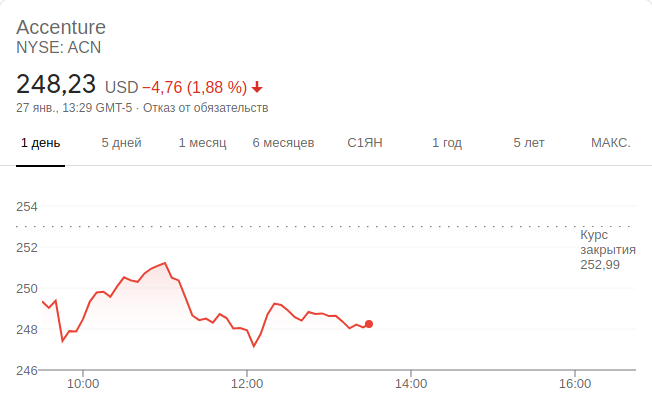 Accenture
NYSE: ACN
248,23 USD −4,76 (1,88 %)
27 янв., 13:29 GMT-5 · Отказ от обязательств
1 день 5 дней 1 месяц 6 месяцев С1ЯН 1 год 5 лет МАКС.
254
Курс
закрытия
252,99
252
250
248
246
10:00 12:00 14:00 16:00